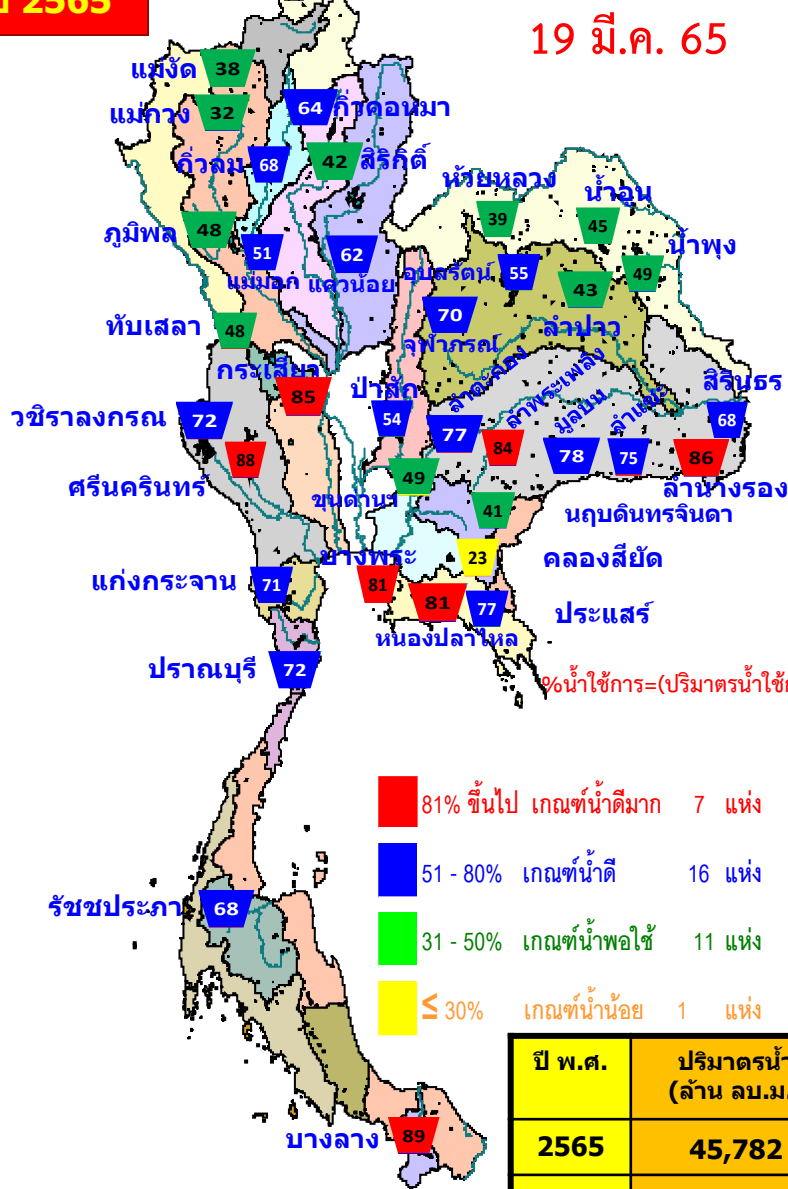 2565
19 มี.ค. 65
แม่งัด 38
แม่กวง 32
64 กิ่วคอหมา
กิ่วลม 68
42 สิริกิติ์
ห้วยหลวง
39
น้ำอูน
45
ภูมิพล 48
51
แม่มอก
62
แควน้อย
อุบลรัตน์ 55
น้ำพุง
49
43
ลำปาว
70
จุฬาภรณ์
ทับเสลา 48
กระเสียว
85
ป่าสัก
54
ลำตะคอง
77
ลำพระเพลิง
84
มูลบน
78
ลำแชะ
75
สิรินธร
68
86
ลำนางรอง
วชิราลงกรณ 72
88
ศรีนครินทร์
49
ขุนด่านฯ
41
นฤบดินทรจินดา
บางพระ
81
23
คลองสียัด
แก่งกระจาน 71
81
หนองปลาไหล
77
ประแสร์
ปราณบุรี 72
%น้ำใช้การ=(ปริมาตรน้ำใช้
81% ขึ้นไป เกณฑ์น้ำดีมาก 7 แห่ง
51 - 80% เกณฑ์น้ำดี 16 แห่ง
31 - 50% เกณฑ์น้ำพอใช้ 11 แห่ง
≤ 30% เกณฑ์น้ำน้อย 1 แห่ง
รัชชประภา 68
บางลาง 89
ปี พ.ศ. ปริมาตรน้ำ
(ล้าน ลบ.ม.
2565 45,782